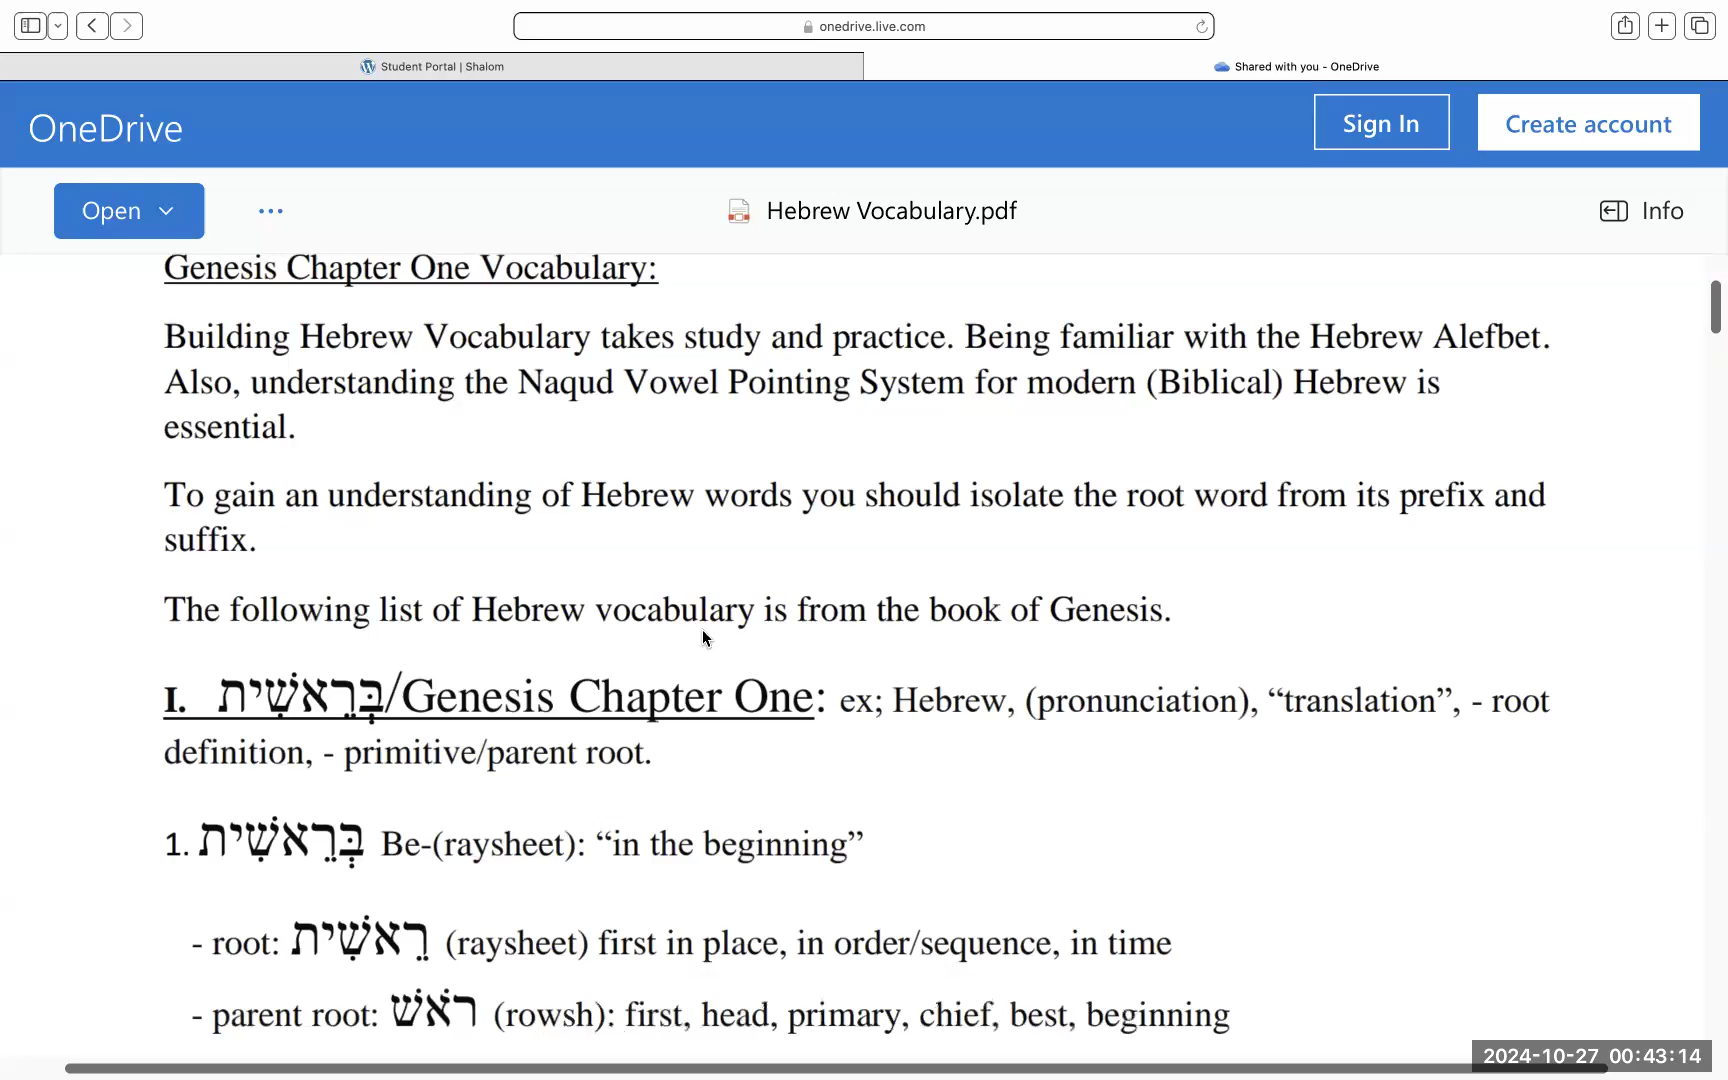 onedrive.live.com
Student Portal | Shalom
Shared with you - OneDrive
OneDrive
Sign In
Create account
Open
...
Hebrew Vocabulary.pdf
Info
Genesis Chapter One Vocabulary:
Building Hebrew Vocabulary takes study and practice. Being familiar with the Hebrew Alefbet.
Also, understanding the Naqud Vowel Pointing System for modern (Biblical) Hebrew is
essential.
To gain an understanding of Hebrew words you should isolate the root word from its prefix and
suffix.
The following list of Hebrew vocabulary is from the book of Genesis.
I. בְּרֵאשִׁית/Genesis Chapter One: ex; Hebrew, (pronunciation), “translation”, - root
definition, - primitive/parent root.
1. בְּרֵאשִׁית Be-(raysheet): “in the beginning”
- root: רֵאשִׁית (raysheet) first in place, in order/sequence, in time
- parent root: רֹאשׁ (rowsh): first, head, primary, chief, best, beginning
2024-10-27 00:43:14